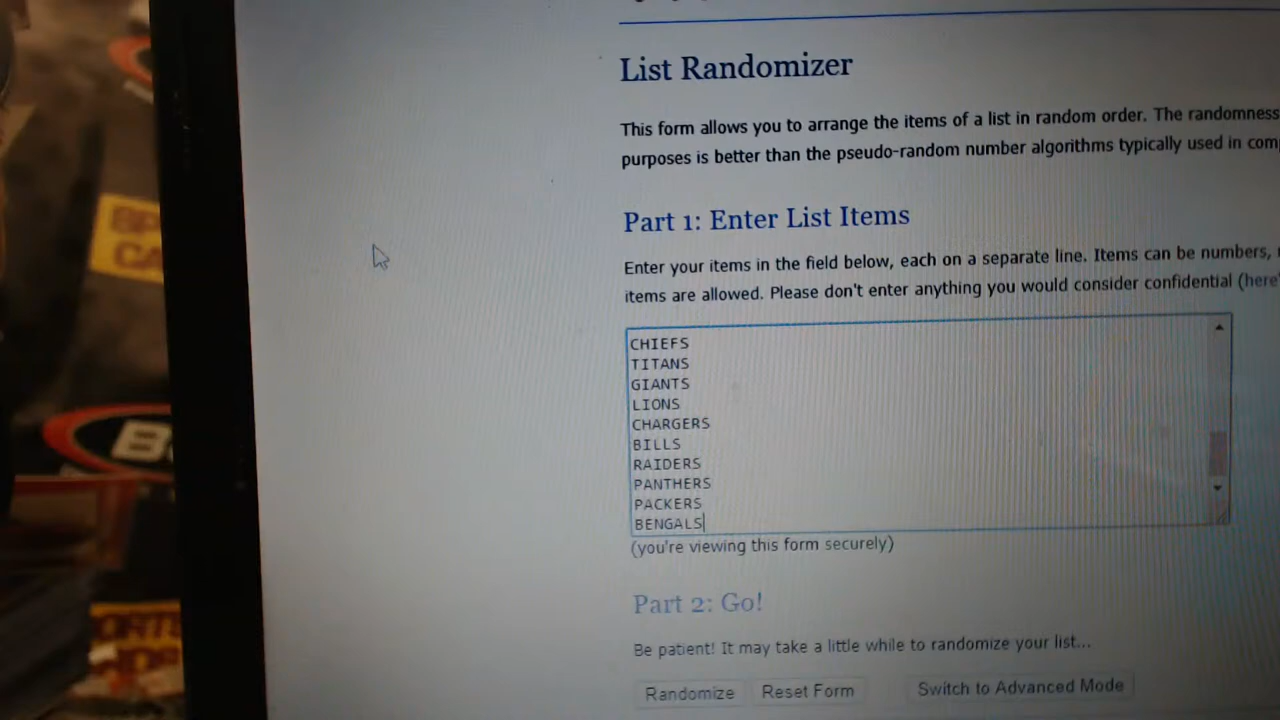 List Randomizer
This form allows you to arrange the items of a list in random order. The randomness
purposes is better than the pseudo-random number algorithms typically used in
Part 1: Enter List Items
Enter your items in the field below, each on a separate line. Items can be numbers,
items are allowed. Please don't enter anything you would consider confidential (here'
CHIEFS
TITANS
GIANTS
LIONS
CHARGERS
BILLS
RAIDERS
PANTHERS
PACKERS
BENGALS
(you're viewing this form securely)
Part 2: Go!
Be patient! It may take a little while to randomize your list...
Randomize Reset Form Switch to Advanced Mode